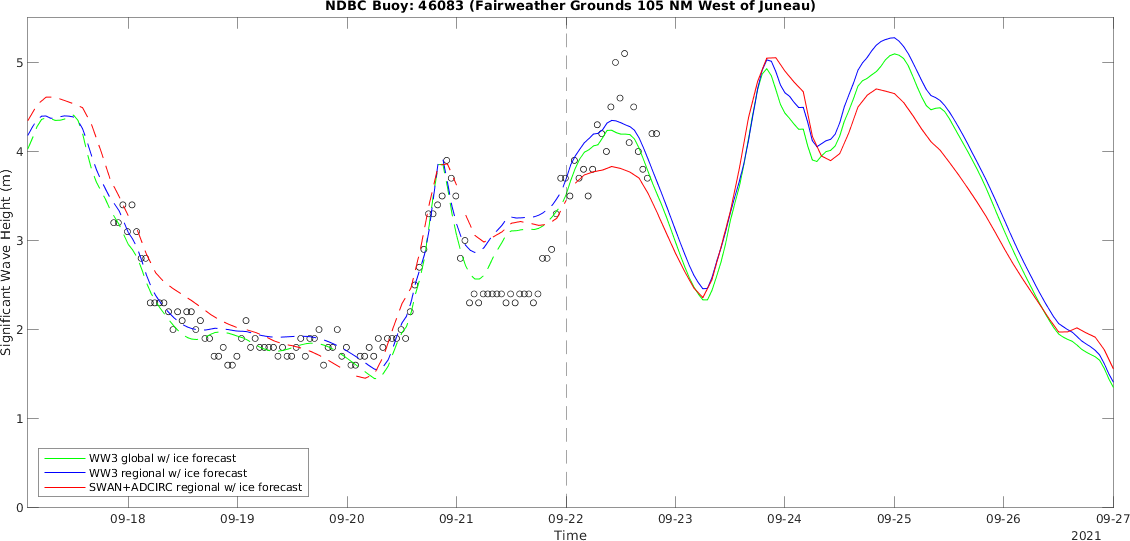 NDBC Buoy: 46083 (Fairweather Grounds 105 NM West of Juneau)
Significant Wave Height (m)
5
4
3
2
1
0
WW3 global w/ ice forecast
WW3 regional w/ ice forecast
SWAN+ADCIRC regional w/ ice forecast
09-18 09-19 09-20 09-21 09-22 09-23 09-24 09-25 09-26 09-27
Time
2021